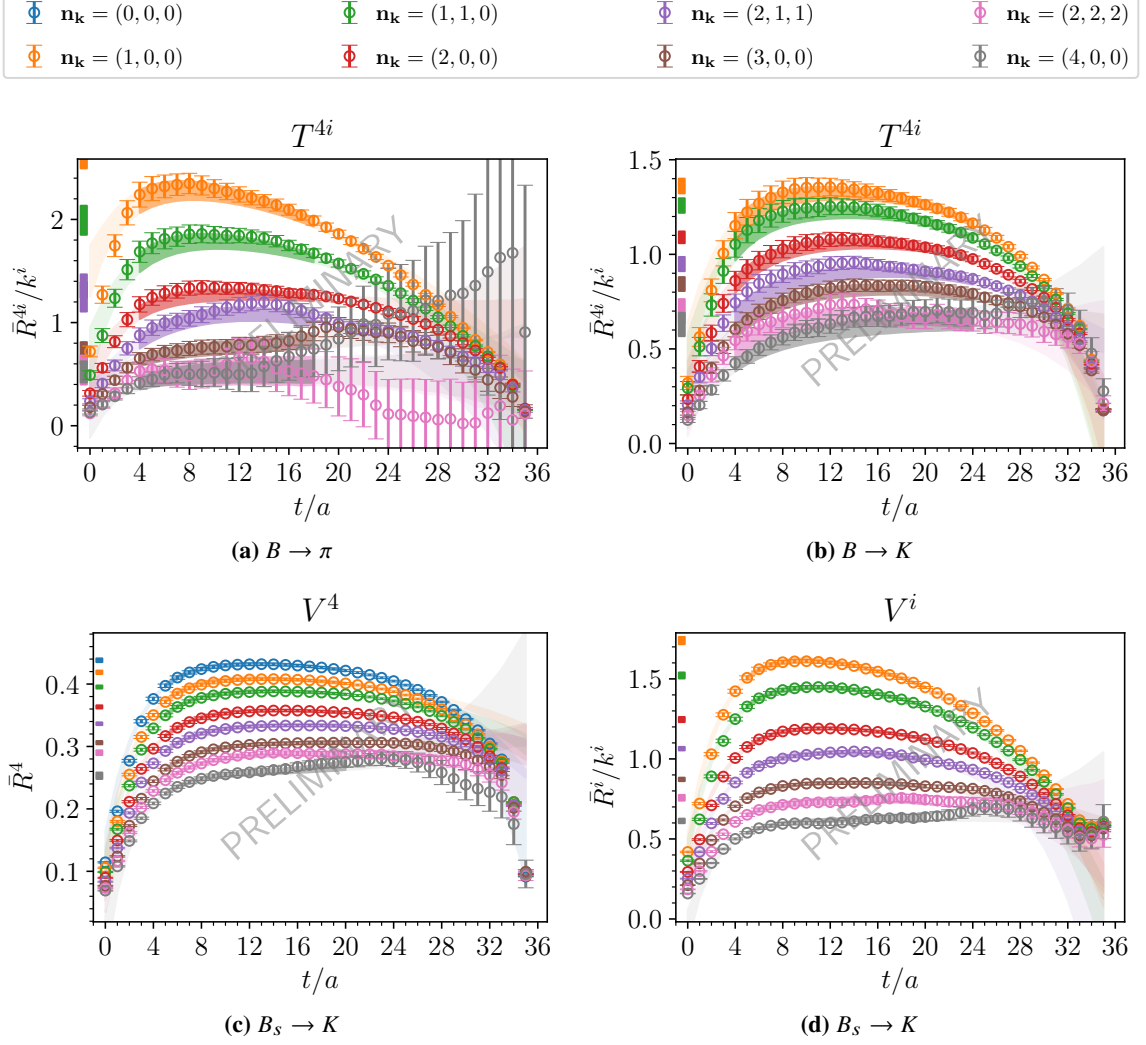 n_k = (0, 0, 0) n_k = (1, 1, 0) n_k = (2, 1, 1) n_k = (2, 2, 2)
n_k = (1, 0, 0) n_k = (2, 0, 0) n_k = (3, 0, 0) n_k = (4, 0, 0)
T^{4i}
R̄^{4i}/k^i
2
1
0
PRELIMINARY
0 4 8 12 16 20 24 28 32 36
t/a
(a) B → π
T^{4i}
R̄^{4i}/k^i
1.5
1.0
0.5
0.0
PRELIMINARY
0 4 8 12 16 20 24 28 32 36
t/a
(b) B → K
V^4
R̄^4
0.4
0.3
0.2
0.1
PRELIMINARY
0 4 8 12 16 20 24 28 32 36
t/a
(c) B_s → K
V^i
R̄^i/k^i
1.5
1.0
0.5
0.0
PRELIMINARY
0 4 8 12 16 20 24 28 32 36
t/a
(d) B_s → K